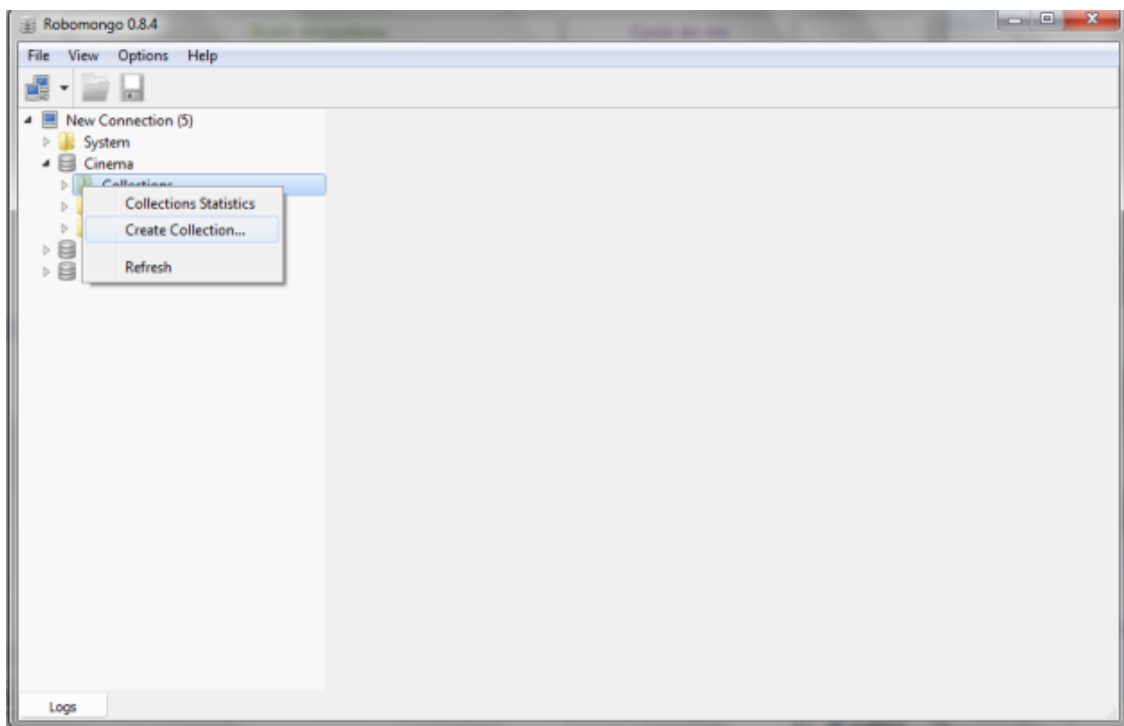 Robomongo 0.8.4
File View Options Help
New Connection (5)
System
Cinema
Collections
Collections Statistics
Create Collection...
Refresh
Logs